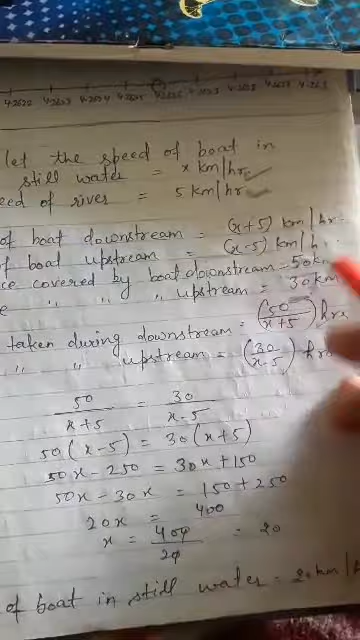 let the speed of boat in
still water = x km/hr
eed of river = 5 km/hr
of boat downstream = (x+5) km/hr
of boat upstream = (x-5) km/h
ce covered by boat downstream = 50 km
" " " upstream = 30 km
taken during downstream = (50/x+5) hrs
" " upstream = (30/x-5) hrs
50/x+5 = 30/x-5
50(x-5) = 30(x+5)
50x - 250 = 30x + 150
50x - 30x = 150 + 250
20x = 400
x = 400/20 = 20
of boat in still water = 20 km/h